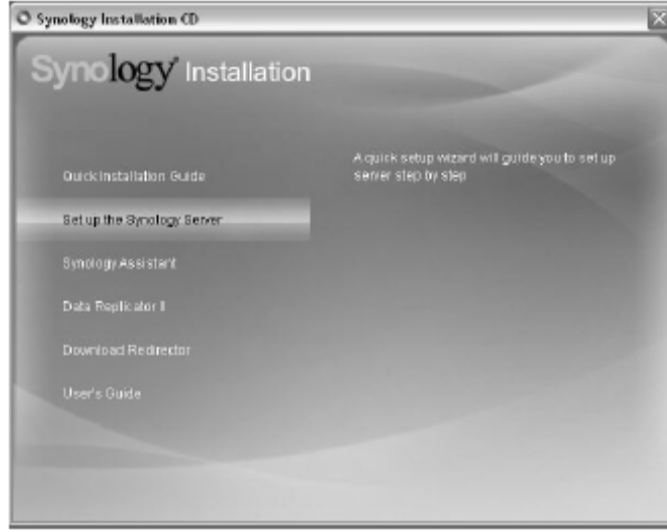 Synology Installation CD
Synology Installation
Quick Installation Guide
A quick setup wizard will guide you to set up
server step by step
Set up the Synology Server
Synology Assistant
Data Replicator II
Download Redirector
User's Guide